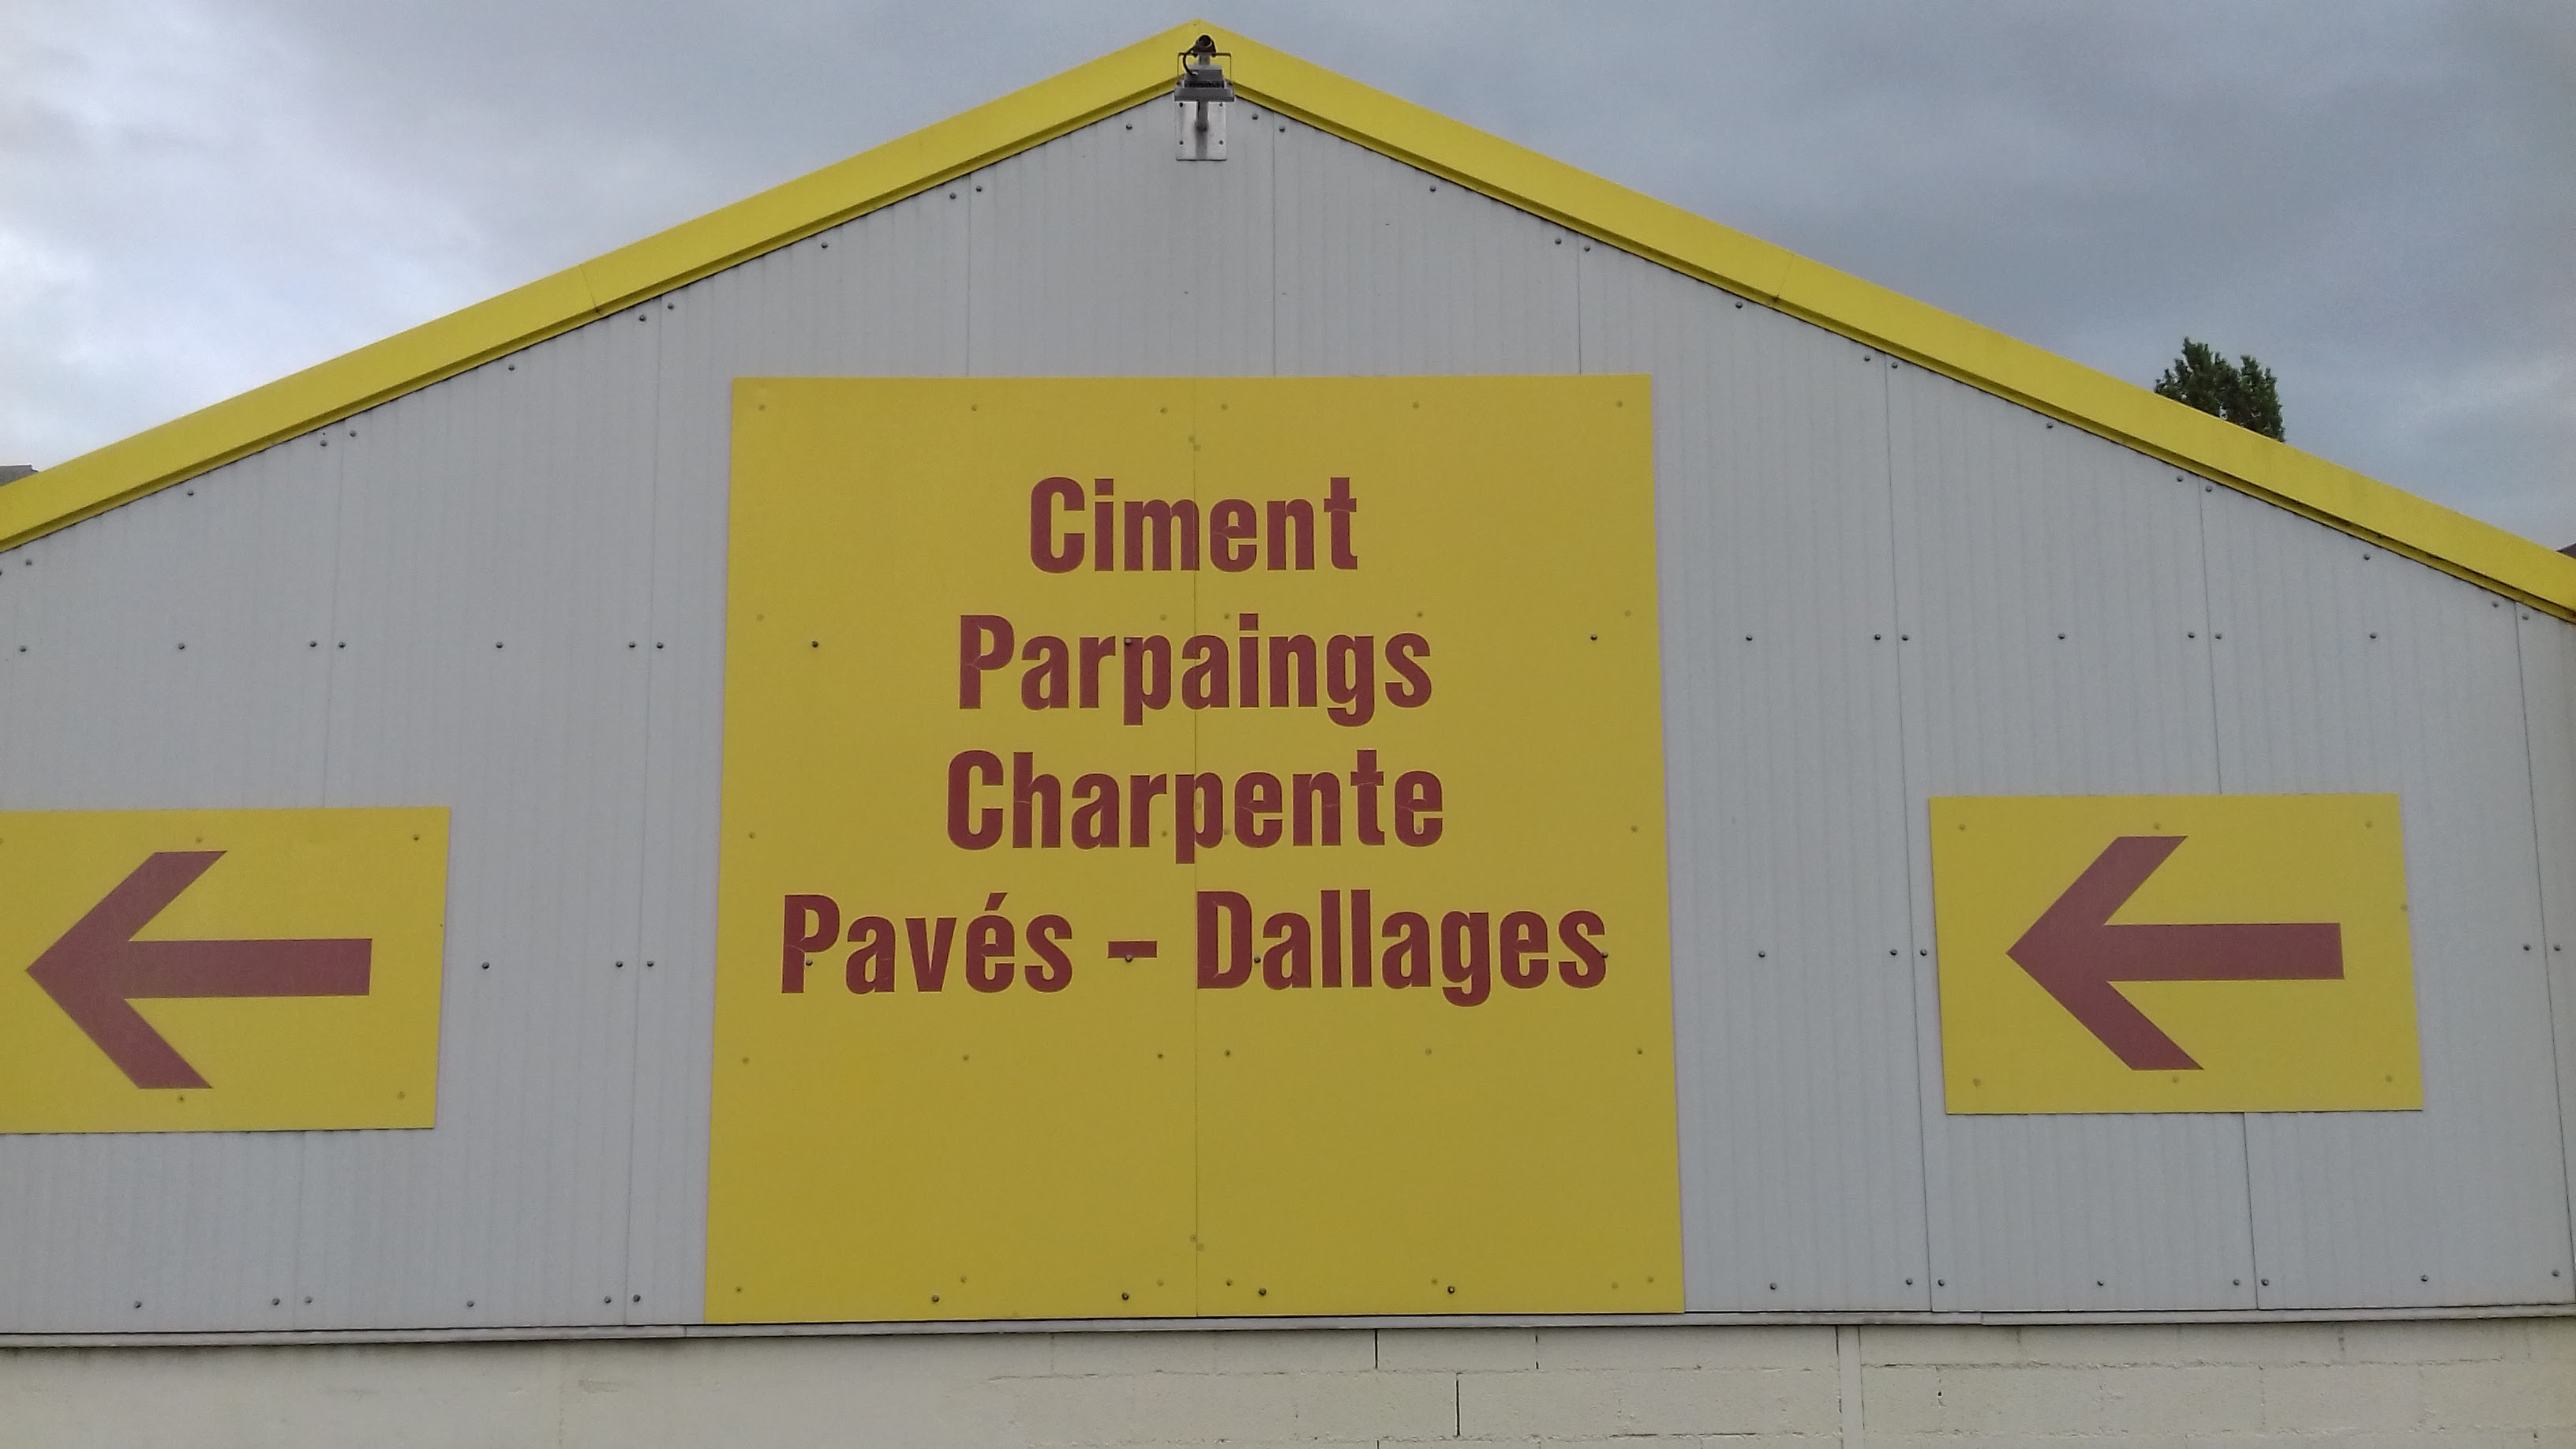 Ciment
Parpaings
Charpente
Pavés - Dallages